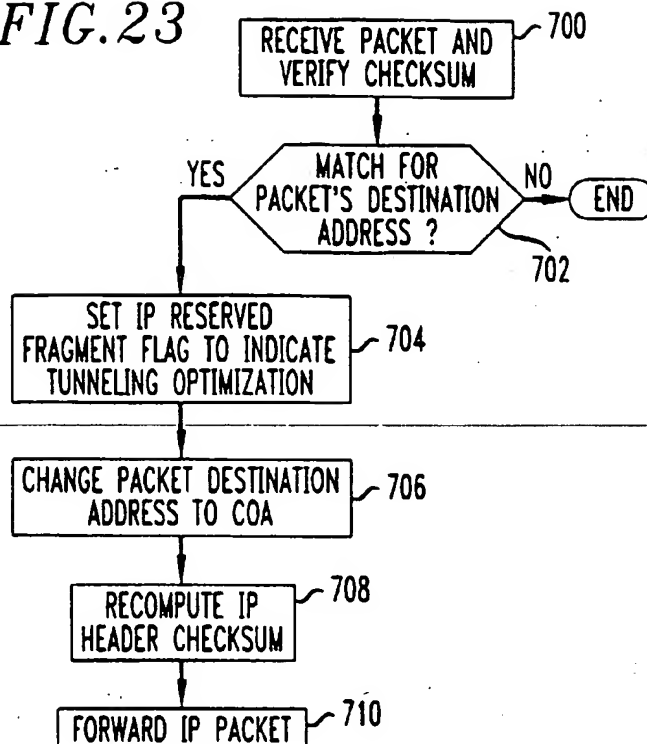 FIG.23
RECEIVE PACKET AND
VERIFY CHECKSUM
700
YES
MATCH FOR
PACKET'S DESTINATION
ADDRESS ?
NO
END
702
SET IP RESERVED
FRAGMENT FLAG TO INDICATE
TUNNELING OPTIMIZATION
704
CHANGE PACKET DESTINATION
ADDRESS TO COA
706
RECOMPUTE IP
HEADER CHECKSUM
708
FORWARD IP PACKET
710